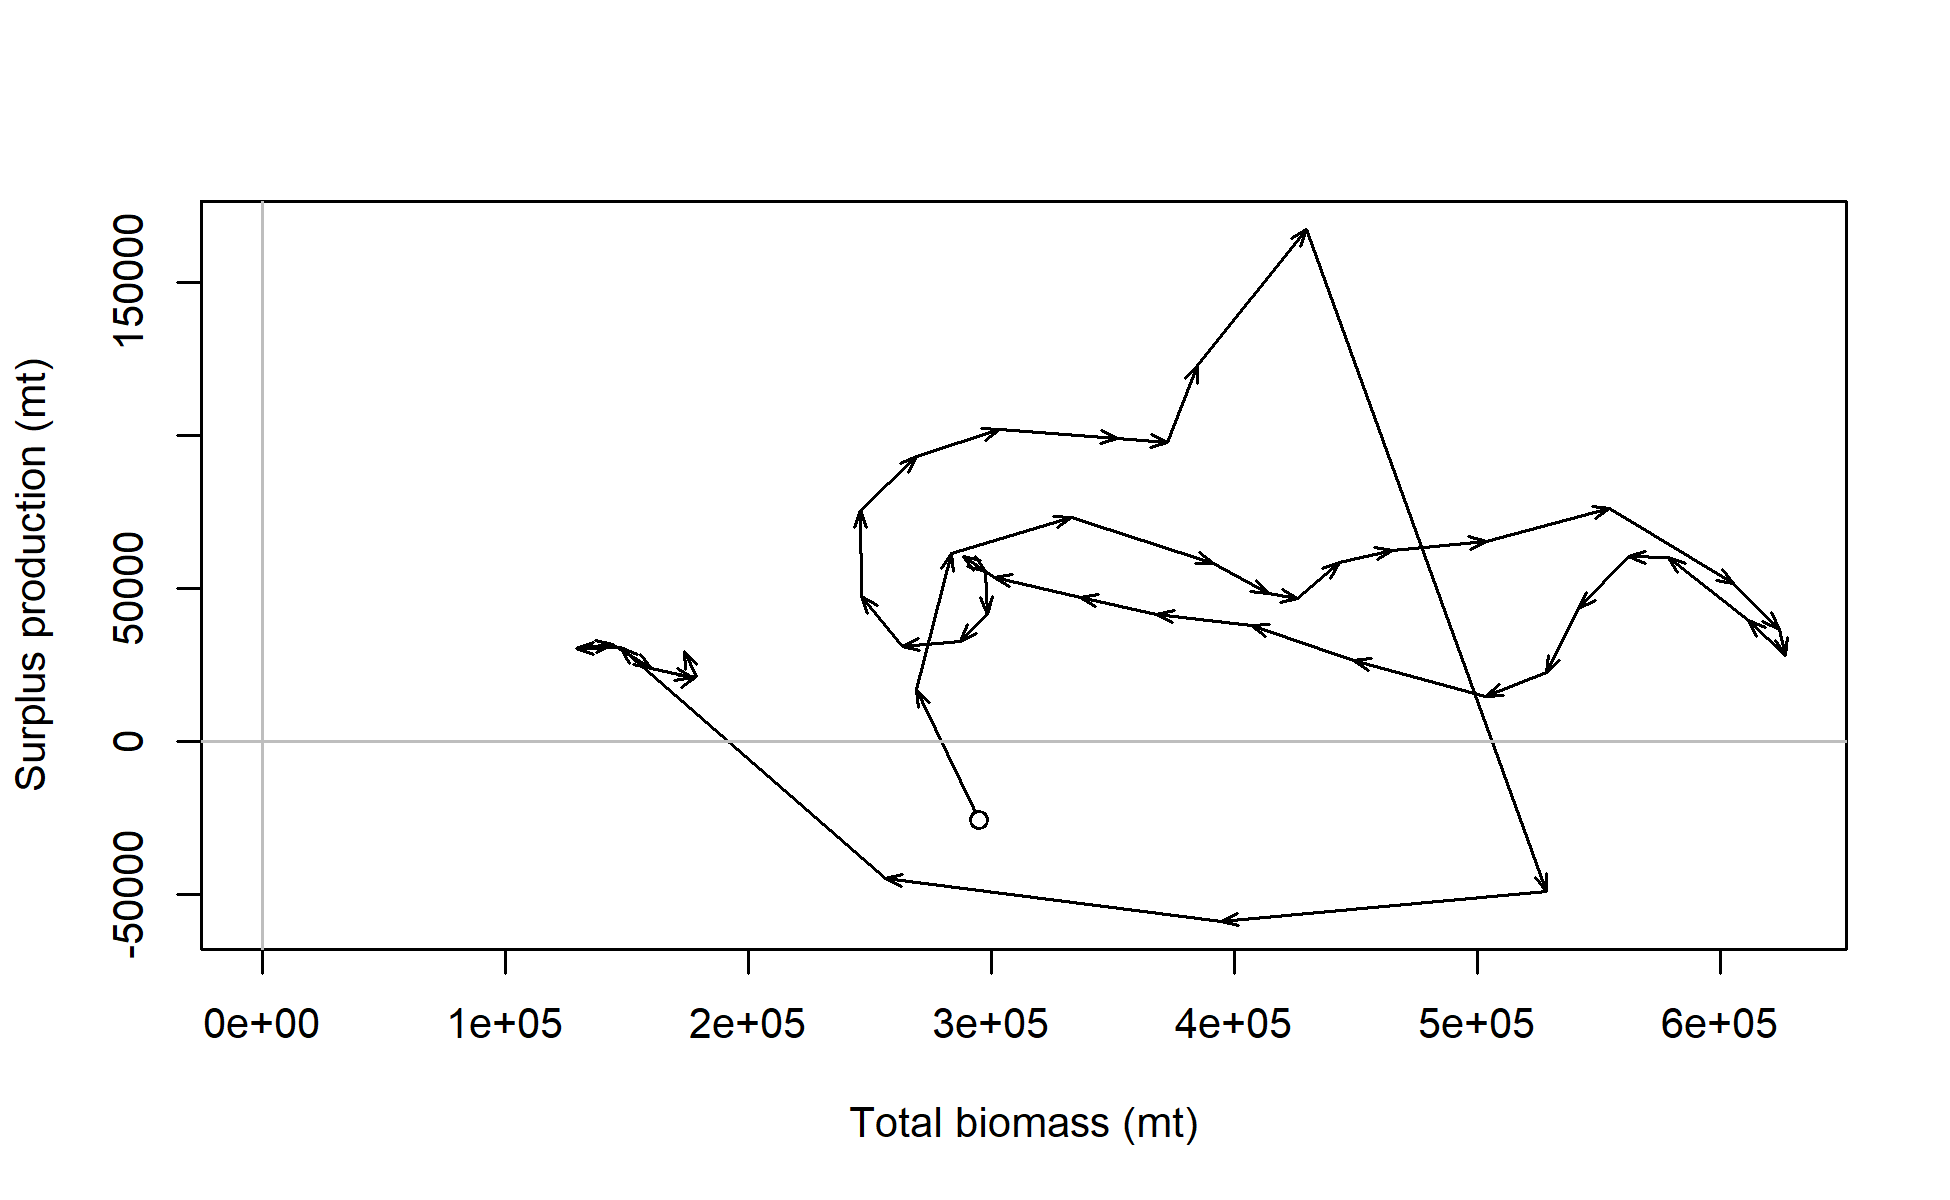 Surplus production (mt)
150000
50000
0
-50000
0e+00 1e+05 2e+05 3e+05 4e+05 5e+05 6e+05
Total biomass (mt)